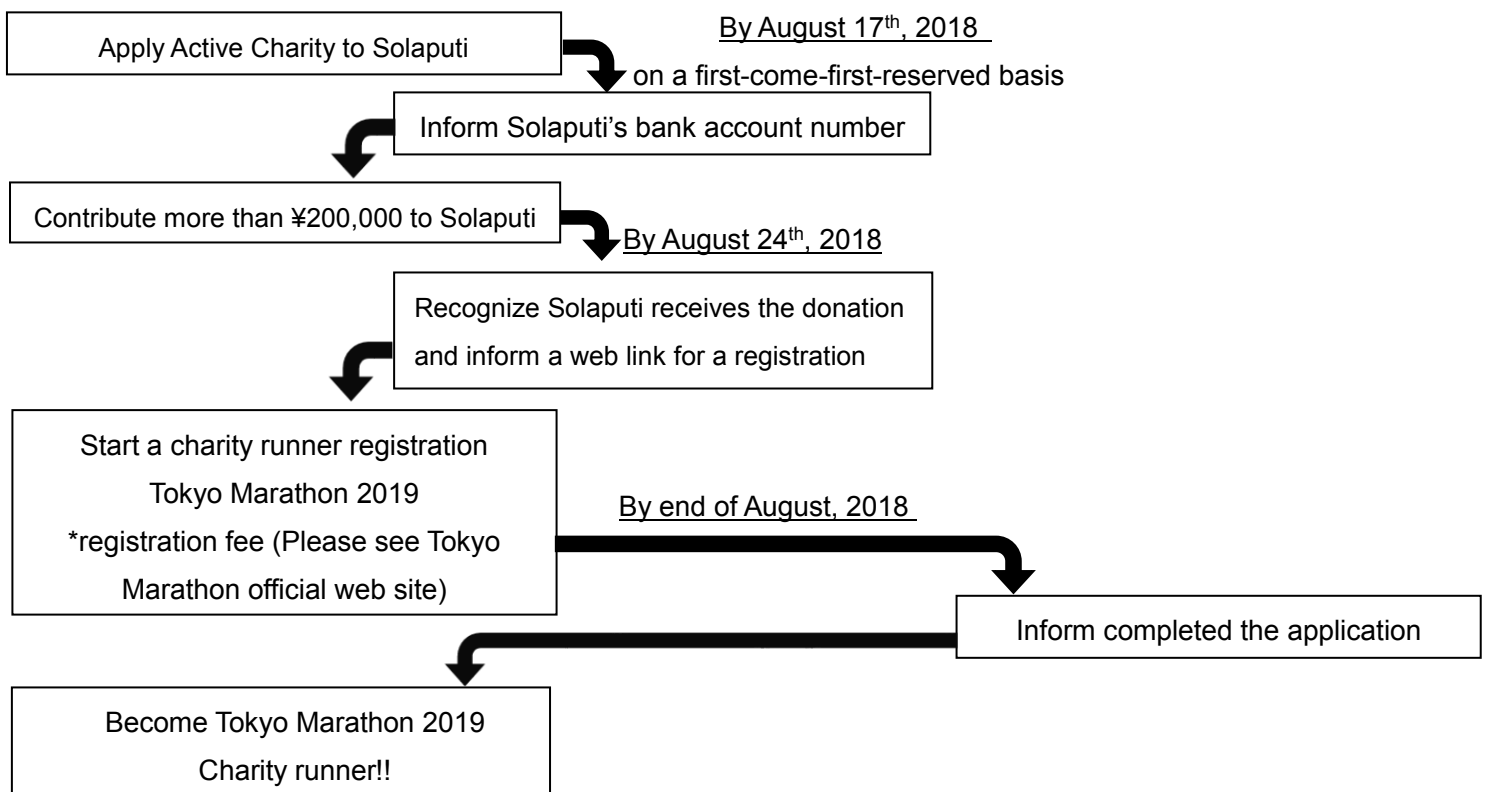 Apply Active Charity to Solaputi
By August 17th, 2018
on a first-come-first-reserved basis
Inform Solaputi’s bank account number
Contribute more than ¥200,000 to Solaputi
By August 24th, 2018
Recognize Solaputi receives the donation
and inform a web link for a registration
Start a charity runner registration
Tokyo Marathon 2019
*registration fee (Please see Tokyo
Marathon official web site)
By end of August, 2018
Inform completed the application
Become Tokyo Marathon 2019
Charity runner!!